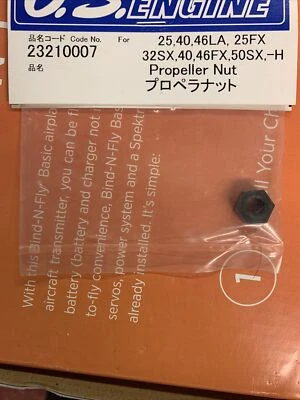 O.S.ENGINE
品名コード Code No.
23210007
For
25,40,46LA, 25FX
32SX,40,46FX,50SX,-H
品名
Propeller Nut
プロペラナット
With this Bind-N-Fly® Basic airpla
aircraft transmitter, you can be fl
battery (battery and charger not i
to-fly convenience, Bind-N-Fly Basic
servos, power system and a Spektr
already installed. It's simple.
1
l Your Ch